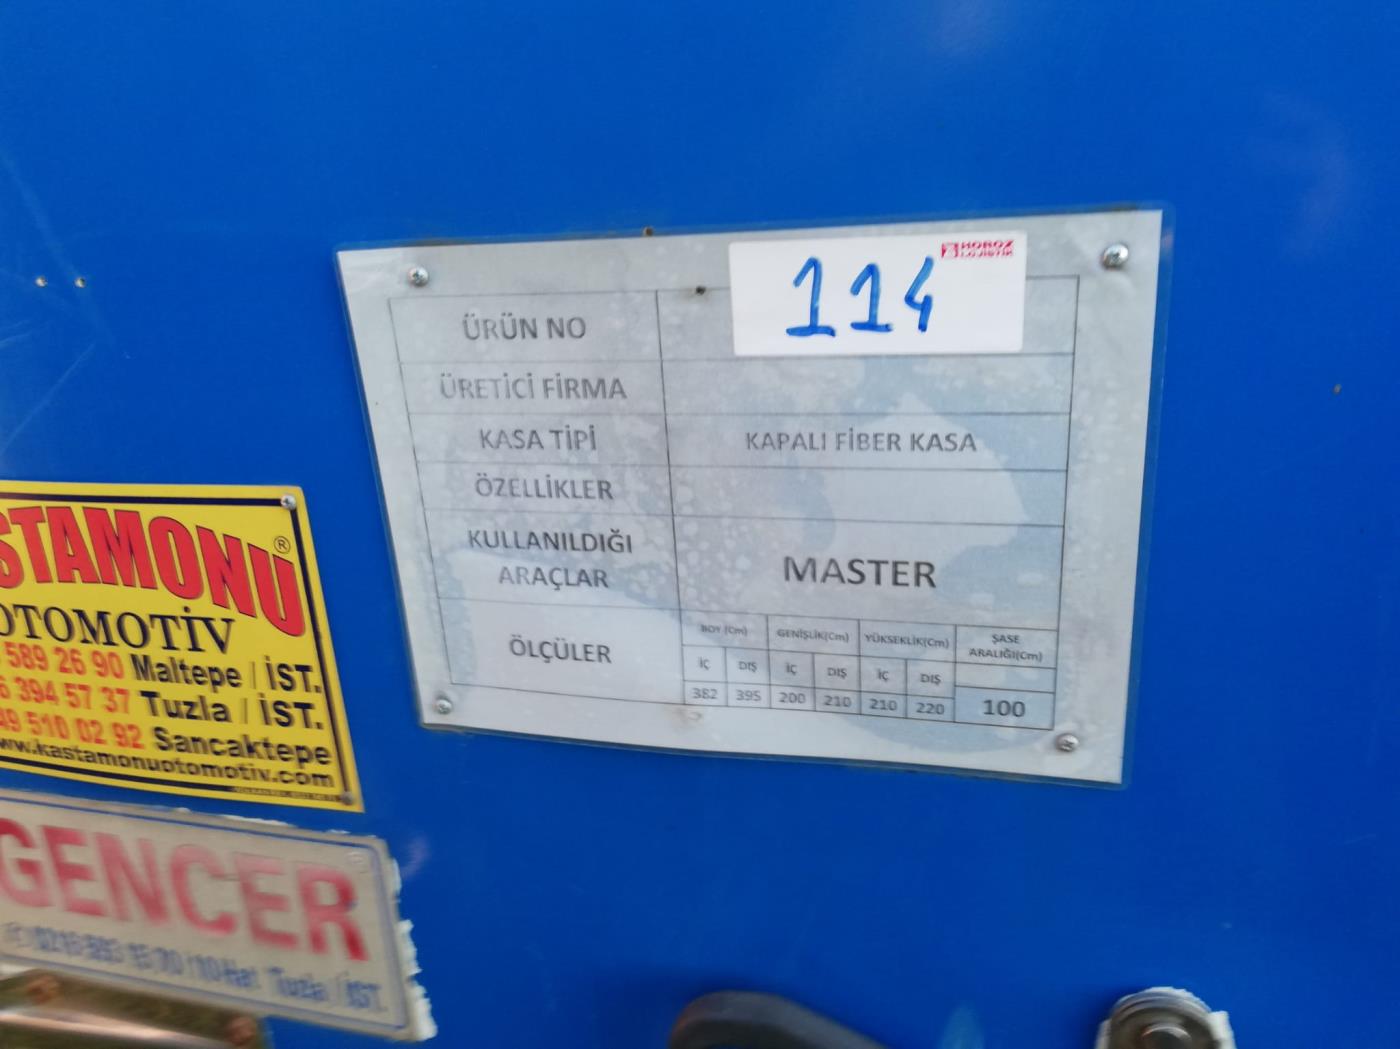 HOROZ
LOJİSTİK
114
ÜRÜN NO
ÜRETİCİ FİRMA
KASA TİPİ KAPALI FİBER KASA
ÖZELLİKLER
KULLANILDIĞI
ARAÇLAR
MASTER
ÖLÇÜLER
BOY (Cm) GENİŞLİK(Cm) YÜKSEKLİK(Cm) ŞASE
ARALIĞI(Cm)
İÇ DIŞ İÇ DIŞ İÇ DIŞ
382 395 200 210 210 220 100
STAMONU ®
OTOMOTİV
589 26 90 Maltepe / İST.
6 394 57 37 Tuzla / İST.
49 510 02 92 Sancaktepe
www.kastamonuotomotiv.com
GENCER
Tuzla / İST.